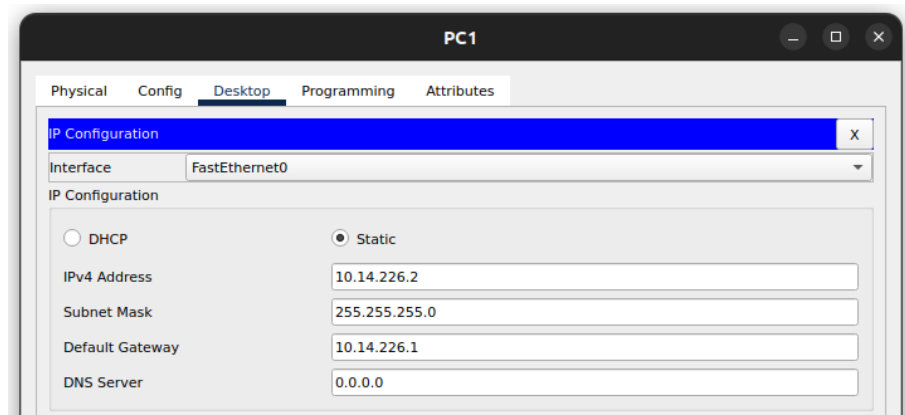 PC1
Physical Config Desktop Programming Attributes
IP Configuration X
Interface FastEthernet0
IP Configuration
DHCP Static
IPv4 Address 10.14.226.2
Subnet Mask 255.255.255.0
Default Gateway 10.14.226.1
DNS Server 0.0.0.0